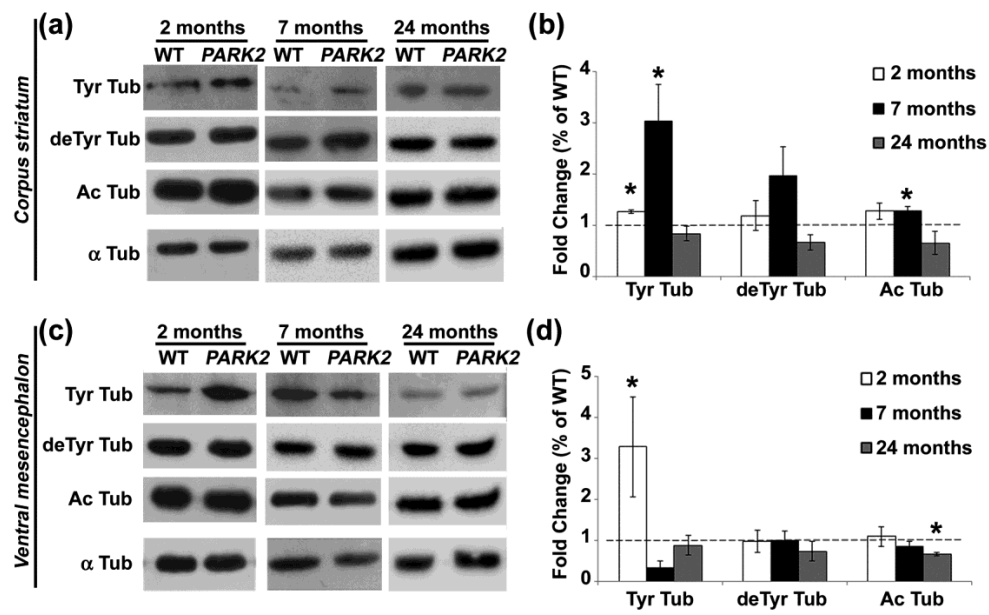 (a)
2 months 7 months 24 months
WT PARK2 WT PARK2 WT PARK2
Tyr Tub
deTyr Tub
Ac Tub
α Tub
Corpus striatum
(b)
Fold Change (% of WT)
4
3
2
1
0
* * *
2 months
7 months
24 months
Tyr Tub deTyr Tub Ac Tub
(c)
2 months 7 months 24 months
WT PARK2 WT PARK2 WT PARK2
Tyr Tub
deTyr Tub
Ac Tub
α Tub
Ventral mesencephalon
(d)
Fold Change (% of WT)
5
4
3
2
1
0
* *
2 months
7 months
24 months
Tyr Tub deTyr Tub Ac Tub